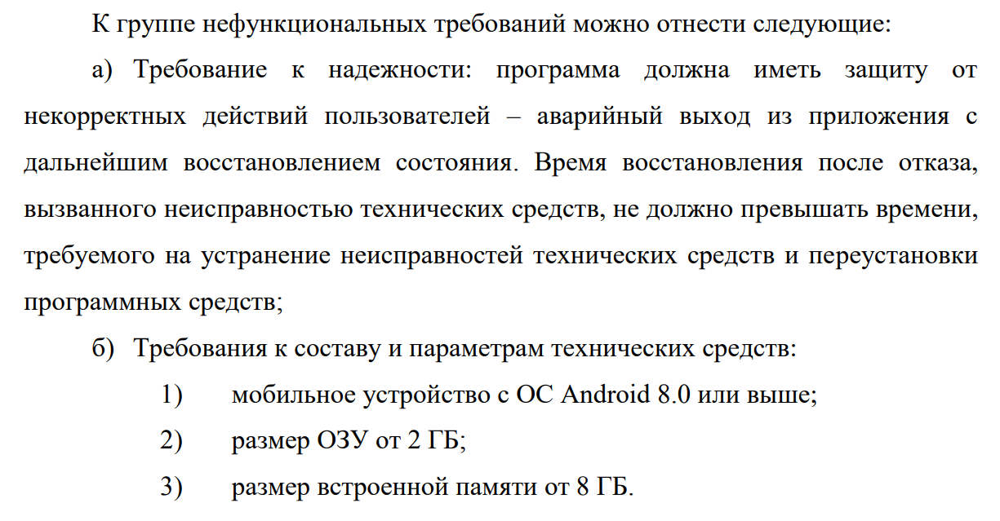 К группе нефункциональных требований можно отнести следующие:
а) Требование к надежности: программа должна иметь защиту от
некорректных действий пользователей – аварийный выход из приложения с
дальнейшим восстановлением состояния. Время восстановления после отказа,
вызванного неисправностью технических средств, не должно превышать времени,
требуемого на устранение неисправностей технических средств и переустановки
программных средств;
б) Требования к составу и параметрам технических средств:
1) мобильное устройство с ОС Android 8.0 или выше;
2) размер ОЗУ от 2 ГБ;
3) размер встроенной памяти от 8 ГБ.